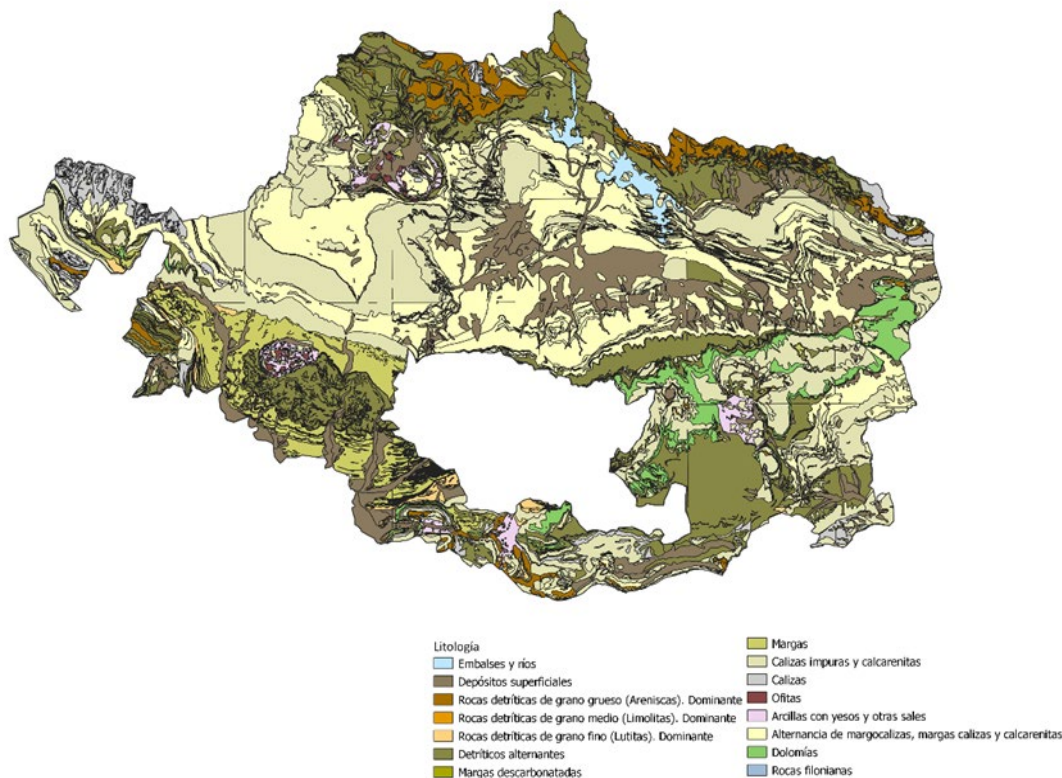 Litología
Embalses y ríos
Depósitos superficiales
Rocas detríticas de grano grueso (Areniscas). Dominante
Rocas detríticas de grano medio (Limolitas). Dominante
Rocas detríticas de grano fino (Lutitas). Dominante
Detríticos alternantes
Margas descarbonatadas
Margas
Calizas impuras y calcarenitas
Calizas
Ofitas
Arcillas con yesos y otras sales
Alternancia de margocalizas, margas calizas y calcarenitas
Dolomías
Rocas filonianas